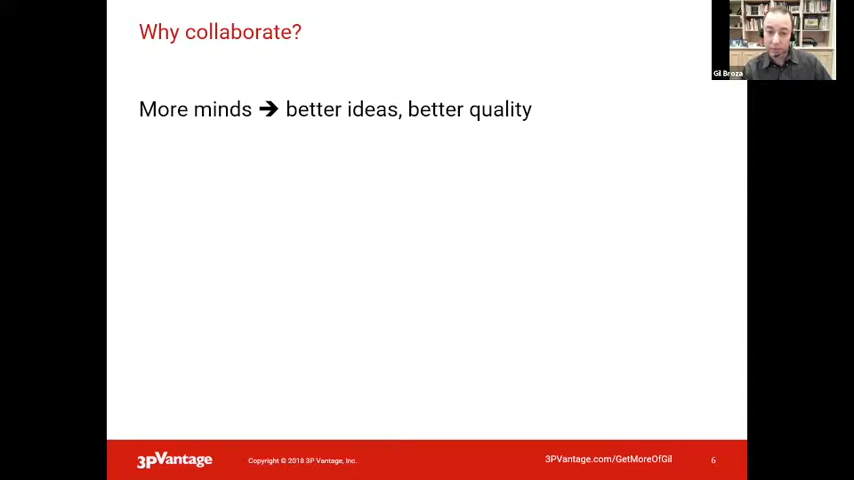 Why collaborate?
Gil Broza
More minds ➔ better ideas, better quality
3PVantage
Copyright © 2018 3P Vantage, Inc.
3PVantage.com/GetMoreOfGil
6